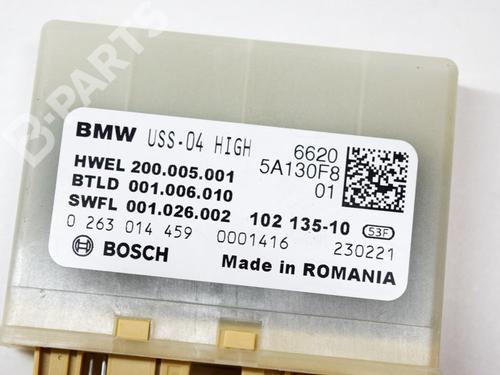 B-PARTS
BMW USS-04 HIGH 6620
HWEL 200.005.001 5A130F8
BTLD 001.006.010 01
SWFL 001.026.002 102 135-10 53F
0 263 014 459 0001416 230221
BOSCH Made in ROMANIA